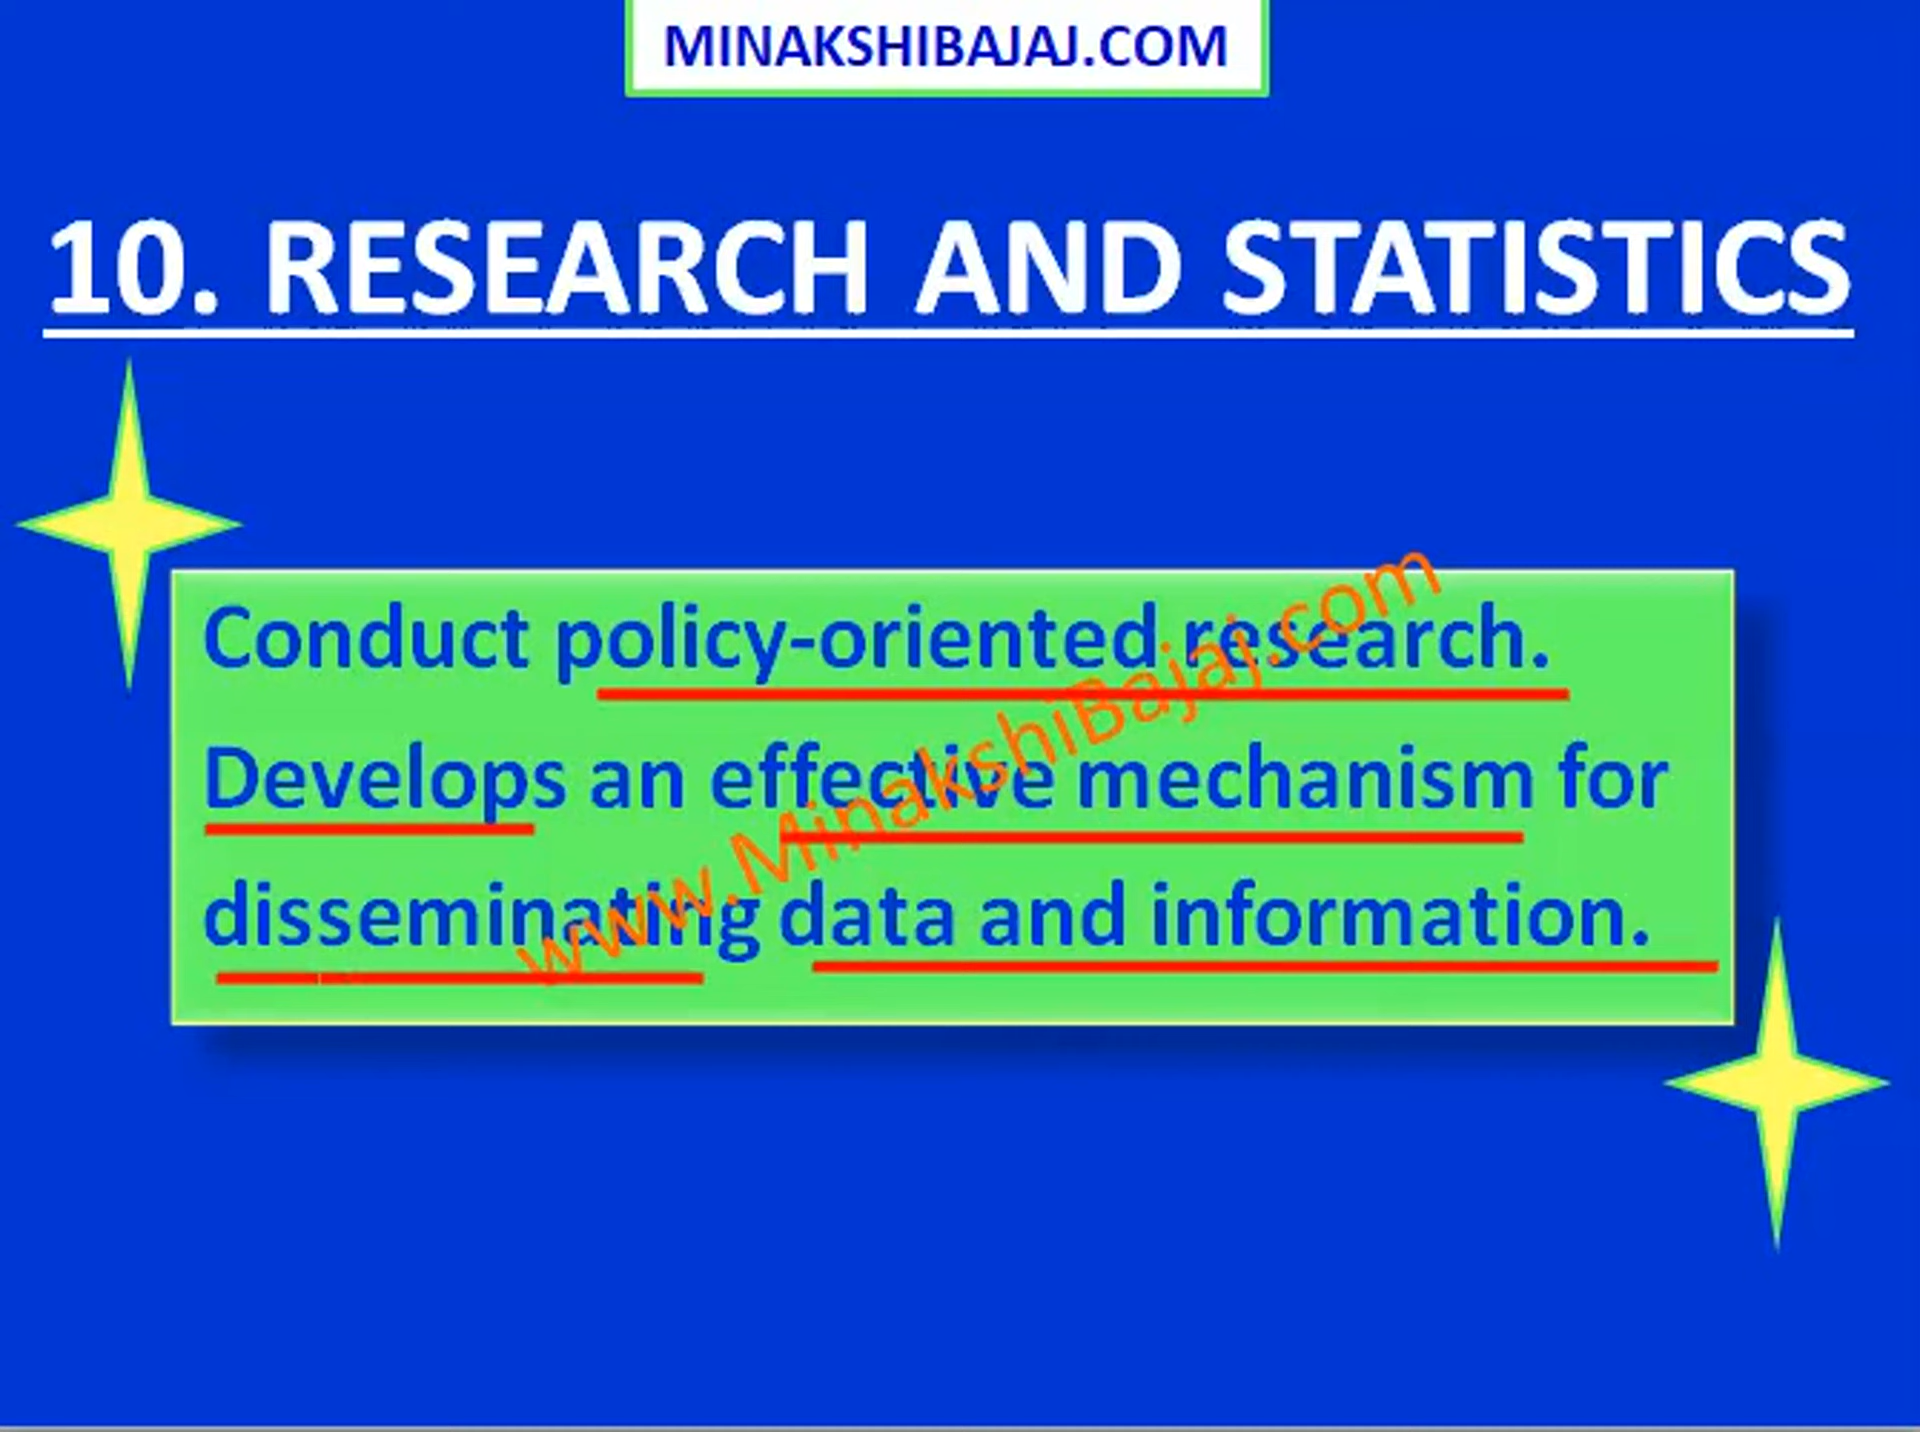 MINAKSHIBAJAJ.COM
10. RESEARCH AND STATISTICS
Conduct policy-oriented research.
Develops an effective mechanism for
disseminating data and information.
www.MinakshiBajaj.com